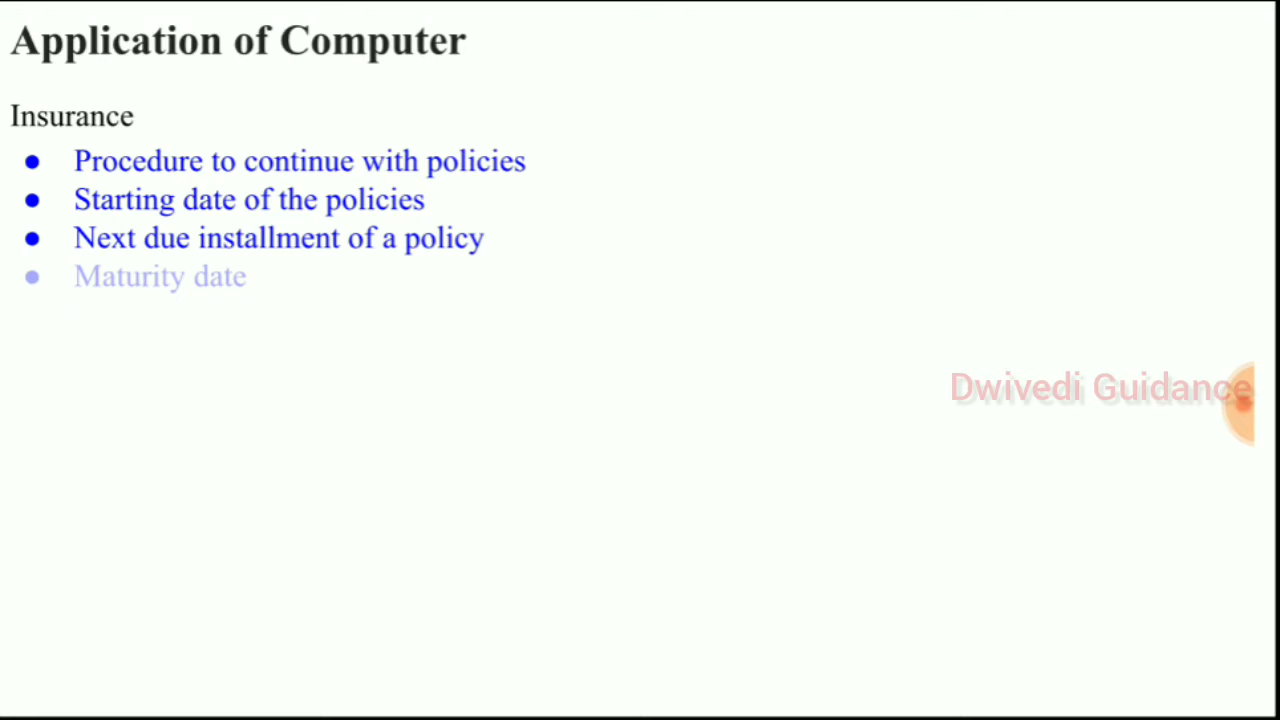 Application of Computer
Insurance
● Procedure to continue with policies
● Starting date of the policies
● Next due installment of a policy
● Maturity date
Dwivedi Guidance